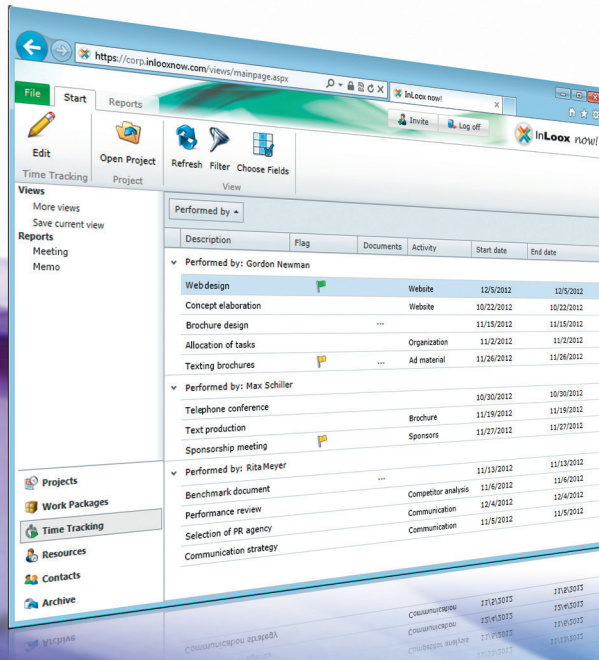 https://corp.inlooxnow.com/views/mainpage.aspx
InLoox now!
File Start Reports
Invite Log off
InLoox now!
Edit Open Project Refresh Filter Choose Fields
Time Tracking Project View
Views
More views
Save current view
Reports
Meeting
Memo
Projects
Work Packages
Time Tracking
Resources
Contacts
Archive
Performed by
Description Flag Documents Activity Start date End date
Performed by: Gordon Newman
Web design Website 12/5/2012 12/5/2012
Concept elaboration Website 10/22/2012 10/22/2012
Brochure design ... 11/15/2012 11/15/2012
Allocation of tasks Organization 11/2/2012 11/2/2012
Texting brochures ... Ad material 11/26/2012 11/26/2012
Performed by: Max Schiller
Telephone conference 10/30/2012 10/30/2012
Text production Brochure 11/19/2012 11/19/2012
Sponsorship meeting Sponsors 11/27/2012 11/27/2012
Performed by: Rita Meyer
Benchmark document ... 11/13/2012 11/13/2012
Performance review Competitor analysis 11/6/2012 11/6/2012
Selection of PR agency Communication 12/4/2012 12/4/2012
Communication strategy Communication 11/5/2012 11/5/2012